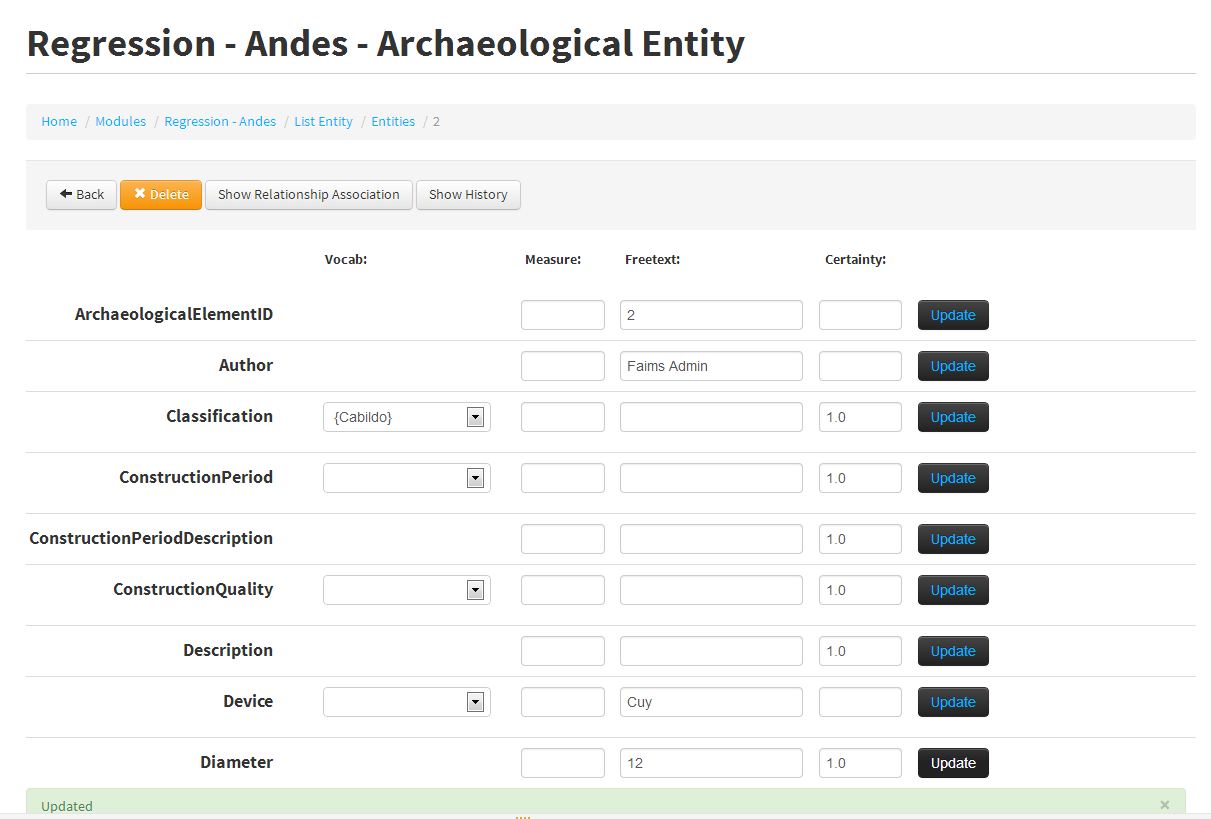 Regression - Andes - Archaeological Entity
Home / Modules / Regression - Andes / List Entity / Entities / 2
Back Delete Show Relationship Association Show History
Vocab: Measure: Freetext: Certainty:
ArchaeologicalElementID 2 Update
Author Faims Admin Update
Classification {Cabildo} 1.0 Update
ConstructionPeriod 1.0 Update
ConstructionPeriodDescription 1.0 Update
ConstructionQuality 1.0 Update
Description 1.0 Update
Device Cuy Update
Diameter 12 1.0 Update
Updated ×